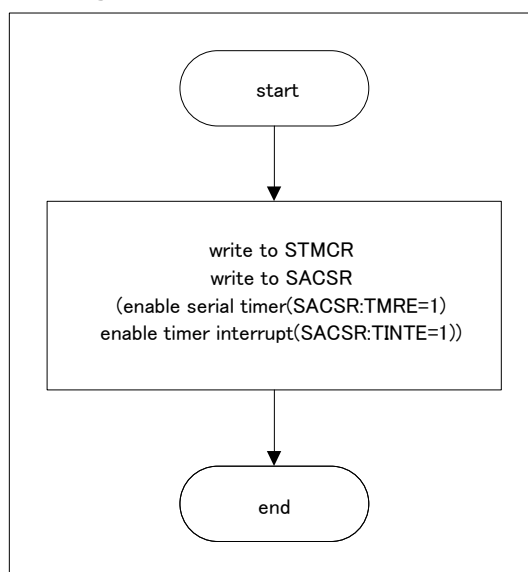 start
write to STMCR
write to SACSR
(enable serial timer(SACSR:TMRE=1)
enable timer interrupt(SACSR:TINTE=1))
end